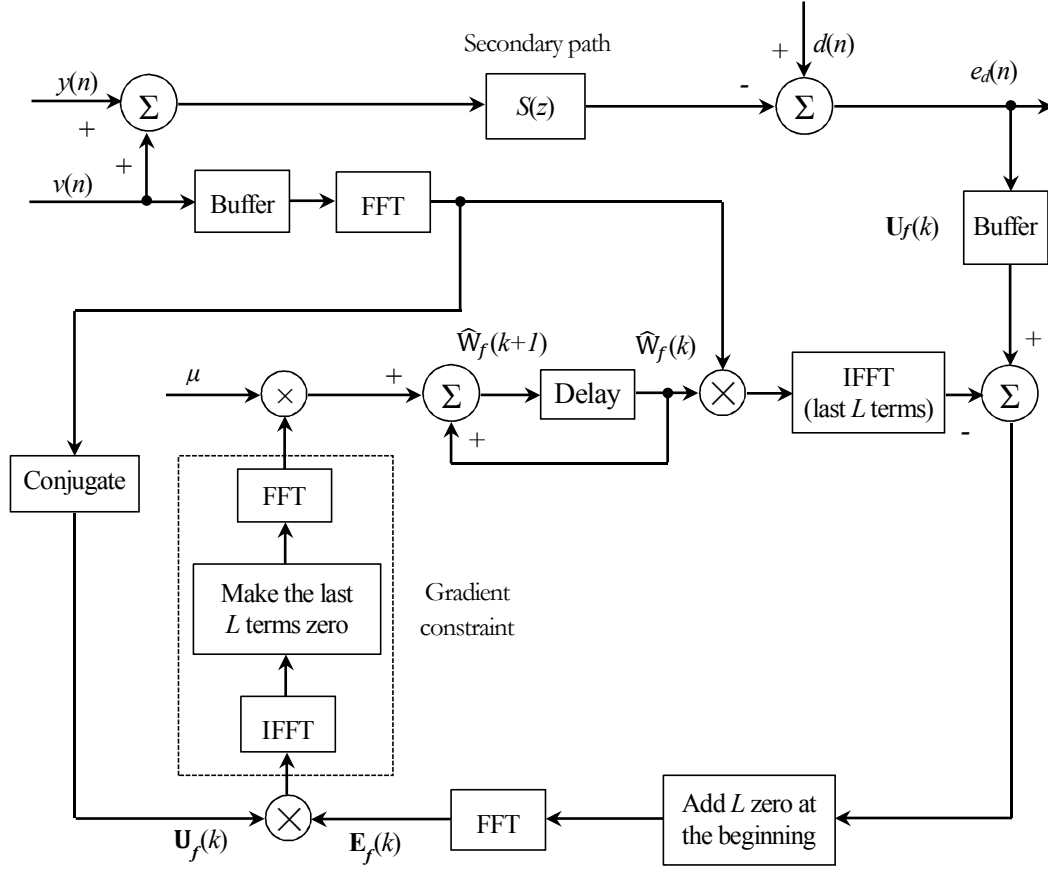 Secondary path
+ d(n)
y(n)
Σ
S(z)
-
Σ
e_d(n)
+
+
v(n)
Buffer
FFT
U_f(k)
Buffer
Ŵ_f(k+1)
Ŵ_f(k)
+
μ
×
+
Σ
Delay
×
IFFT
(last L terms)
Σ
+
-
Conjugate
FFT
Make the last
L terms zero
Gradient
constraint
IFFT
×
U_f(k)
E_f(k)
FFT
Add L zero at
the beginning